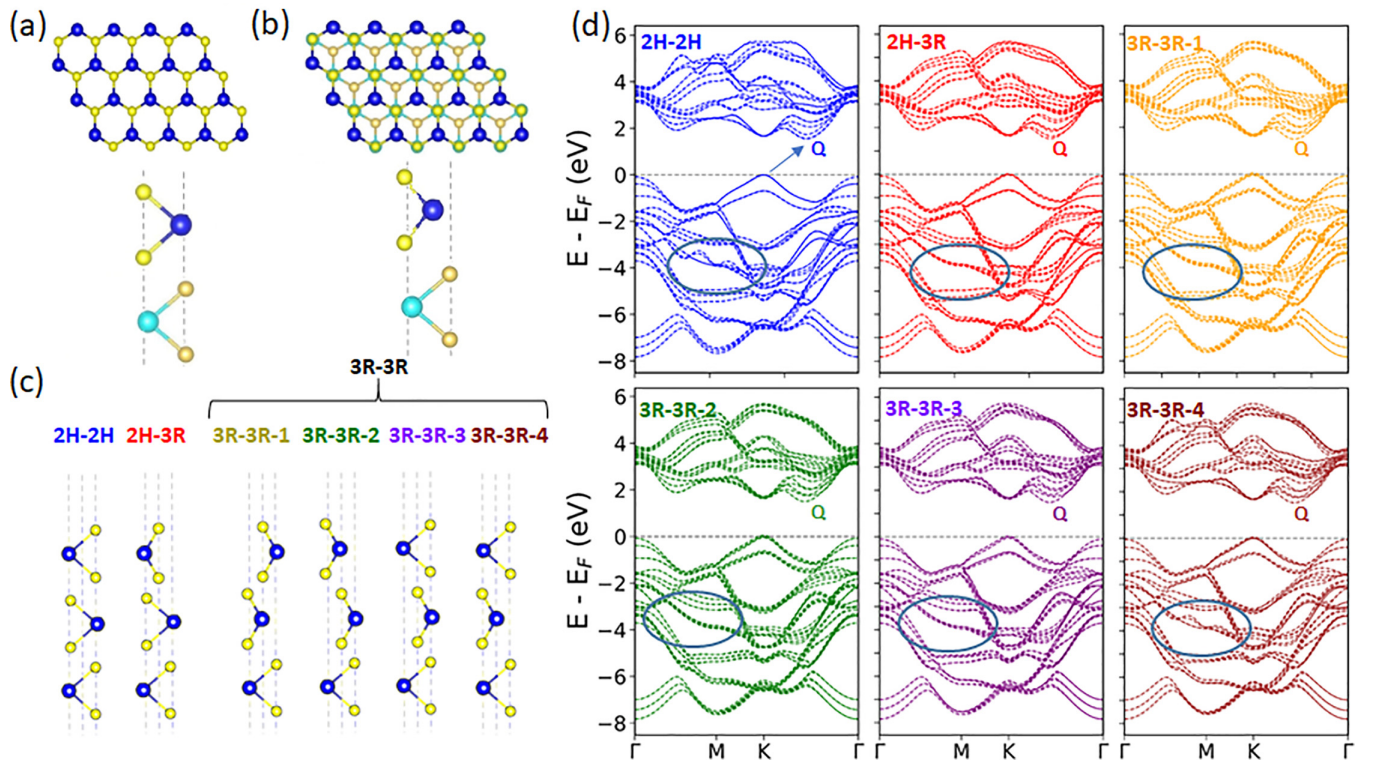 (a)
(b)
(c)
3R-3R
2H-2H 2H-3R 3R-3R-1 3R-3R-2 3R-3R-3 3R-3R-4
(d)
E - E_F (eV)
6
4
2
0
−2
−4
−6
−8
2H-2H
Q
2H-3R
Q
3R-3R-1
Q
E - E_F (eV)
6
4
2
0
−2
−4
−6
−8
3R-3R-2
Q
3R-3R-3
Q
3R-3R-4
Q
Γ M K Γ Γ M K Γ Γ M K Γ